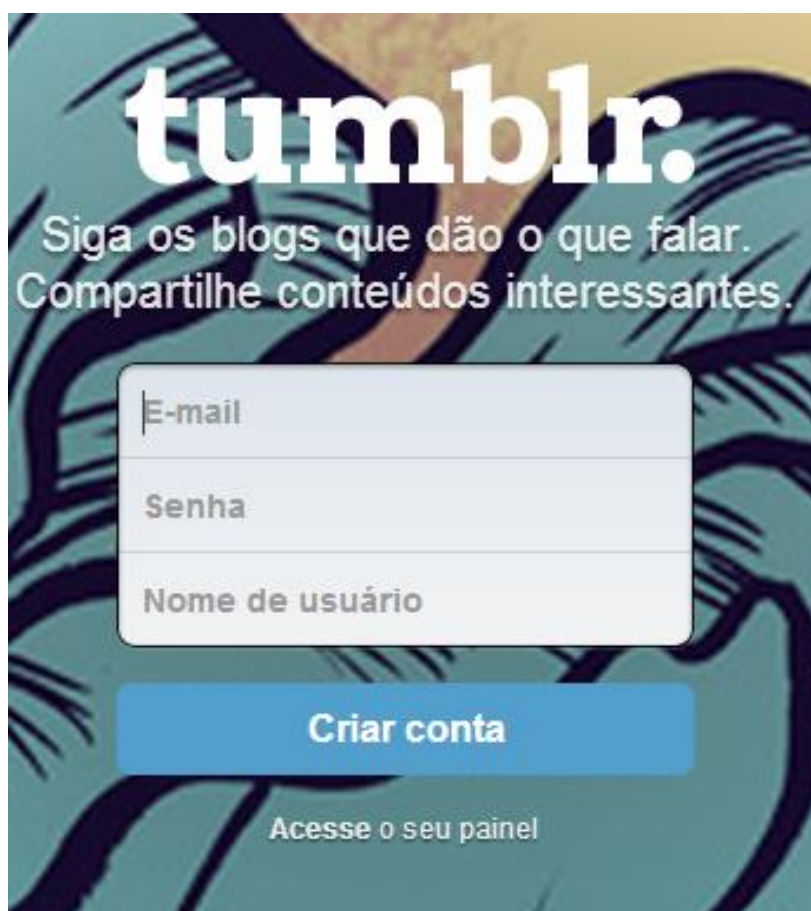 tumblr.
Siga os blogs que dão o que falar.
Compartilhe conteúdos interessantes.
E-mail
Senha
Nome de usuário
Criar conta
Acesse o seu painel